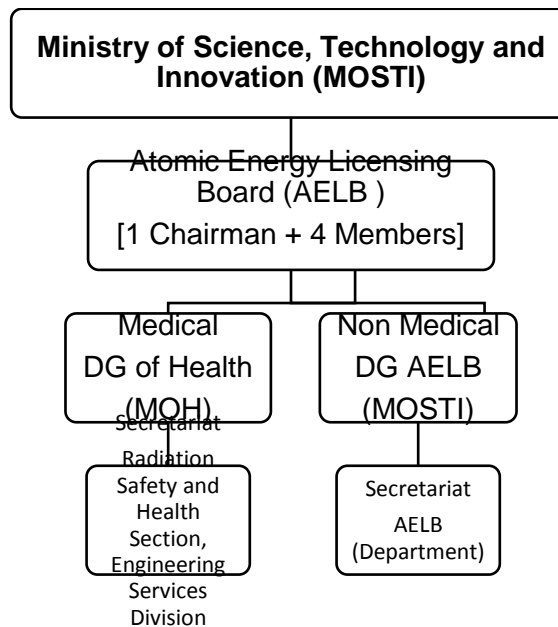 Ministry of Science, Technology and
Innovation (MOSTI)
Atomic Energy Licensing
Board (AELB )
[1 Chairman + 4 Members]
Medical
DG of Health
(MOH)
Non Medical
DG AELB
(MOSTI)
Secretariat
Radiation
Safety and
Health
Section,
Engineering
Services
Division
Secretariat
AELB
(Department)